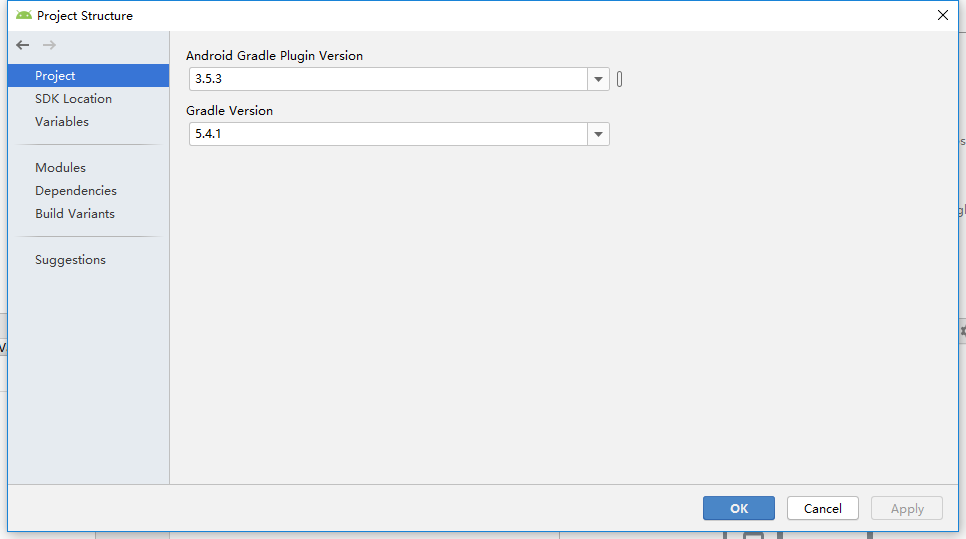 Project Structure
Project
SDK Location
Variables
Modules
Dependencies
Build Variants
Suggestions
Android Gradle Plugin Version
3.5.3
Gradle Version
5.4.1
OK
Cancel
Apply